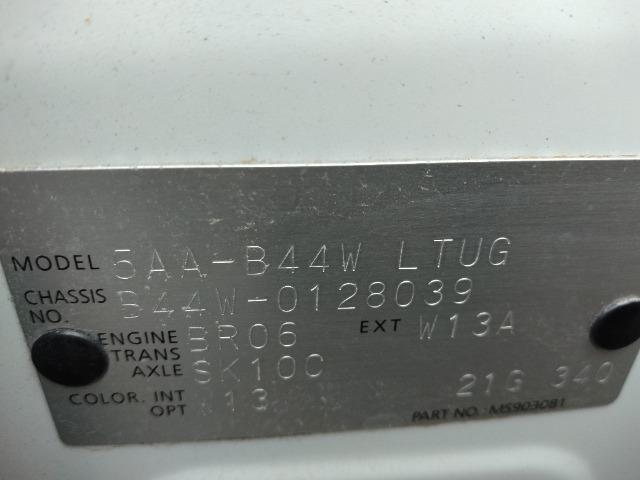 MODEL 5AA-B44W LTUG
CHASSIS NO. B44W-0128039
ENGINE BR06 EXT W13A
TRANS AXLE SK10C
COLOR. INT 13
OPT 21G 340
PART NO. MS903081